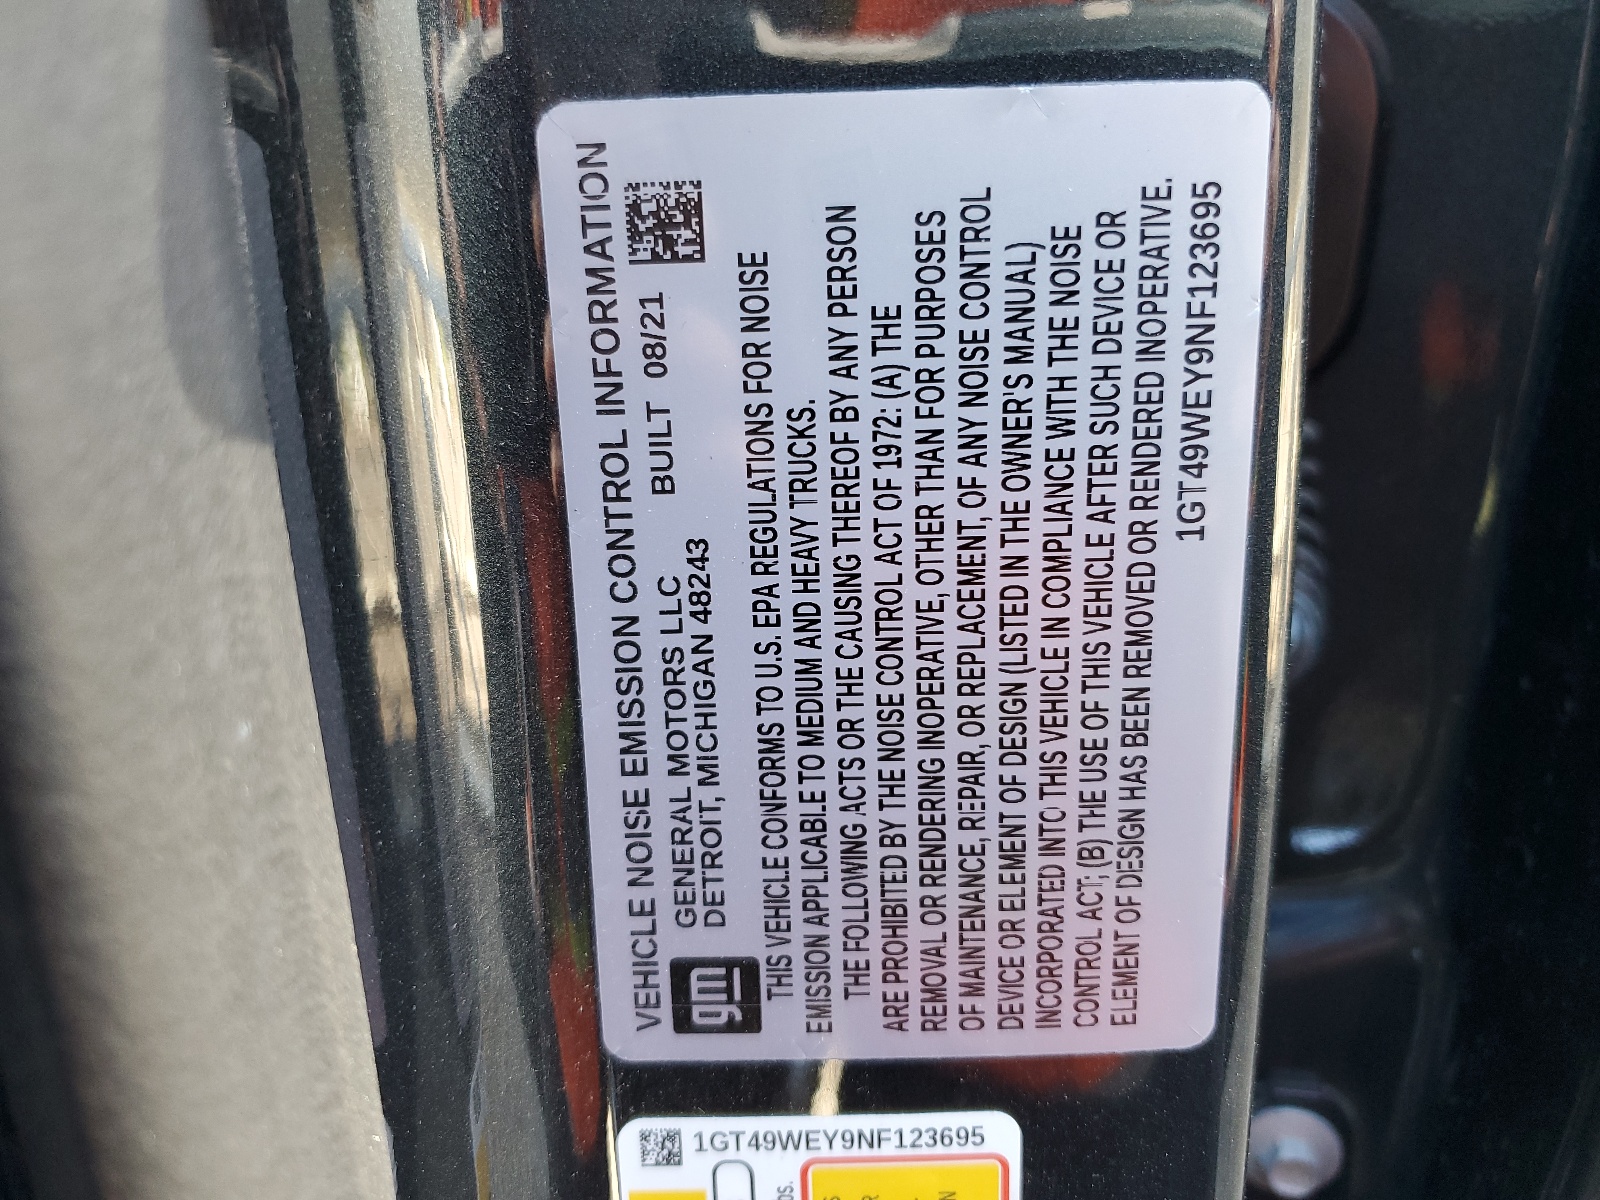 VEHICLE NOISE EMISSION CONTROL INFORMATION
gm
GENERAL MOTORS LLC BUILT 08/21
DETROIT, MICHIGAN 48243
THIS VEHICLE CONFORMS TO U.S. EPA REGULATIONS FOR NOISE
EMISSION APPLICABLE TO MEDIUM AND HEAVY TRUCKS.
THE FOLLOWING ACTS OR THE CAUSING THEREOF BY ANY PERSON
ARE PROHIBITED BY THE NOISE CONTROL ACT OF 1972: (A) THE
REMOVAL OR RENDERING INOPERATIVE, OTHER THAN FOR PURPOSES
OF MAINTENANCE, REPAIR, OR REPLACEMENT, OF ANY NOISE CONTROL
DEVICE OR ELEMENT OF DESIGN (LISTED IN THE OWNER'S MANUAL)
INCORPORATED INTO THIS VEHICLE IN COMPLIANCE WITH THE NOISE
CONTROL ACT; (B) THE USE OF THIS VEHICLE AFTER SUCH DEVICE OR
ELEMENT OF DESIGN HAS BEEN REMOVED OR RENDERED INOPERATIVE.
1GT49WEY9NF123695
1GT49WEY9NF123695